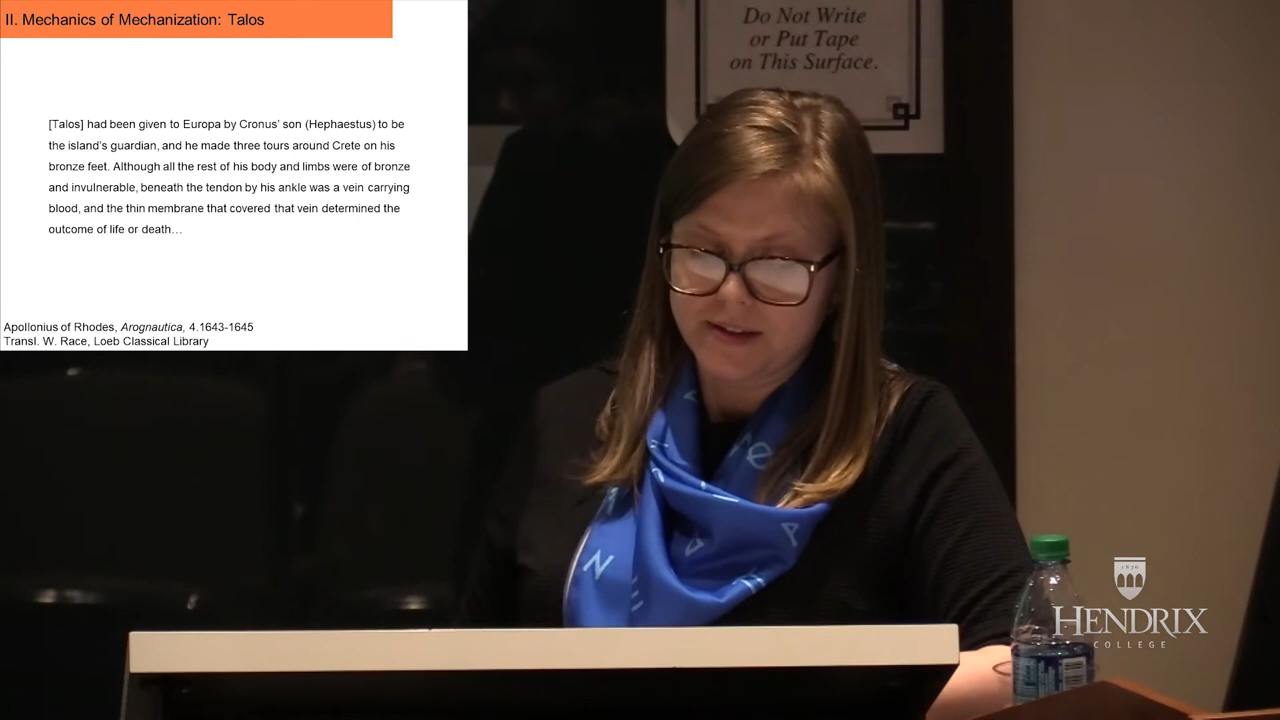 II. Mechanics of Mechanization: Talos
[Talos] had been given to Europa by Cronus' son (Hephaestus) to be
the island's guardian, and he made three tours around Crete on his
bronze feet. Although all the rest of his body and limbs were of bronze
and invulnerable, beneath the tendon by his ankle was a vein carrying
blood, and the thin membrane that covered that vein determined the
outcome of life or death…
Apollonius of Rhodes, Arognautica, 4.1643-1645
Transl. W. Race, Loeb Classical Library
Do Not Write
or Put Tape
on This Surface.
1876
HENDRIX
COLLEGE